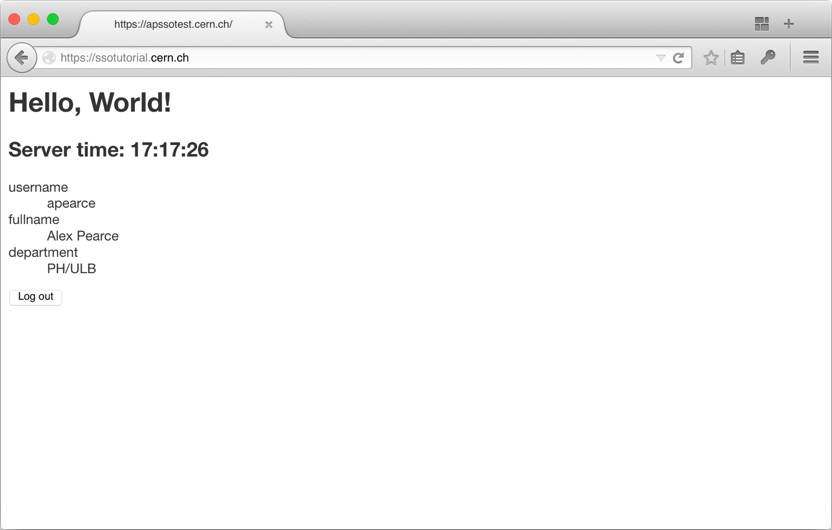 https://apssotest.cern.ch/
https://ssotutorial.cern.ch
Hello, World!
Server time: 17:17:26
username
apearce
fullname
Alex Pearce
department
PH/ULB
Log out